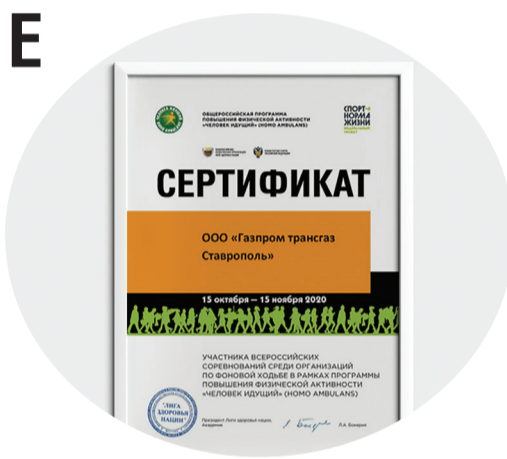 E
ОБЩЕРОССИЙСКАЯ ПРОГРАММА
ПОВЫШЕНИЯ ФИЗИЧЕСКОЙ АКТИВНОСТИ
«ЧЕЛОВЕК ИДУЩИЙ» (HOMO AMBULANS)
СПОРТ
НОРМА
ЖИЗНИ
СЕРТИФИКАТ
ООО «Газпром трансгаз
Ставрополь»
15 октября — 15 ноября 2020
УЧАСТНИКА ВСЕРОССИЙСКИХ
СОРЕВНОВАНИЙ СРЕДИ ОРГАНИЗАЦИЙ
ПО ФОНОВОЙ ХОДЬБЕ В РАМКАХ ПРОГРАММЫ
ПОВЫШЕНИЯ ФИЗИЧЕСКОЙ АКТИВНОСТИ
«ЧЕЛОВЕК ИДУЩИЙ» (HOMO AMBULANS)
"ЛИГА
ЗДОРОВЬЯ
НАЦИИ"
Президент Лиги здоровья нации,
Академик
Л.А. Бокерия